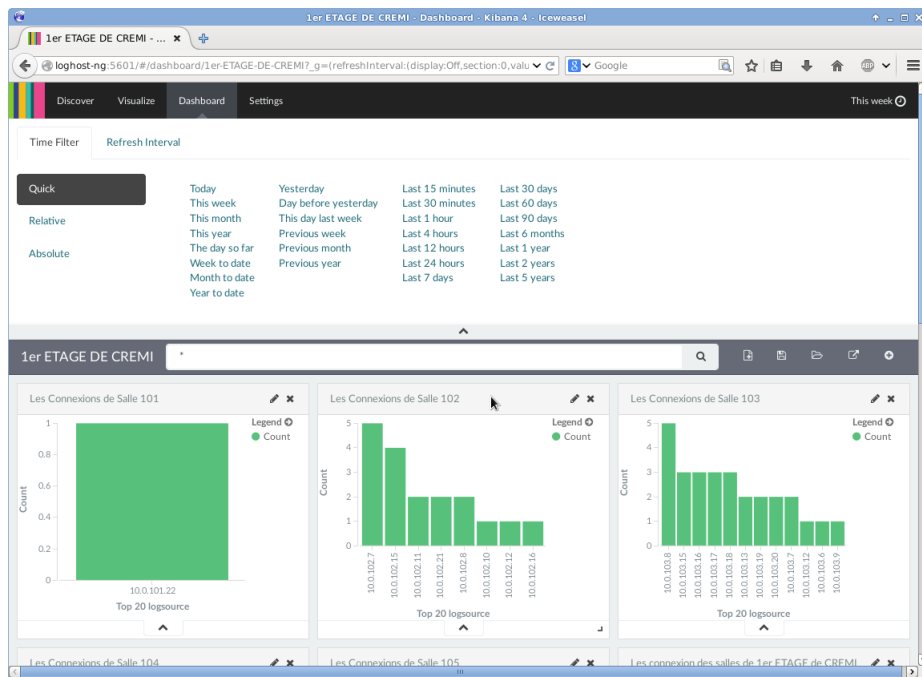 1er ETAGE DE CREMI - Dashboard - Kibana 4 - Iceweasel
1er ETAGE DE CREMI - ...
loghost-ng:5601/#/dashboard/1er-ETAGE-DE-CREMI?_g=(refreshInterval:(display:Off,section:0,valu
Google
Discover Visualize Dashboard Settings This week
Time Filter Refresh Interval
Quick
Relative
Absolute
Today Yesterday Last 15 minutes Last 30 days
This week Day before yesterday Last 30 minutes Last 60 days
This month This day last week Last 1 hour Last 90 days
This year Previous week Last 4 hours Last 6 months
The day so far Previous month Last 12 hours Last 1 year
Week to date Previous year Last 24 hours Last 2 years
Month to date Last 7 days Last 5 years
Year to date
1er ETAGE DE CREMI *
Les Connexions de Salle 101
Legend
Count
1
0.8
0.6
0.4
0.2
0
Count
10.0.101.22
Top 20 logsource
Les Connexions de Salle 102
Legend
Count
5
4
3
2
1
0
Count
10.0.102.7
10.0.102.15
10.0.102.11
10.0.102.21
10.0.102.8
10.0.102.10
10.0.102.12
10.0.102.16
Top 20 logsource
Les Connexions de Salle 103
Legend
Count
5
4
3
2
1
0
Count
10.0.103.8
10.0.103.15
10.0.103.16
10.0.103.17
10.0.103.18
10.0.103.13
10.0.103.19
10.0.103.20
10.0.103.7
10.0.103.12
10.0.103.6
10.0.103.9
Top 20 logsource
Les Connexions de Salle 104
Les Connexions de Salle 105
Les connexion des salles de 1er ETAGE de CREMI